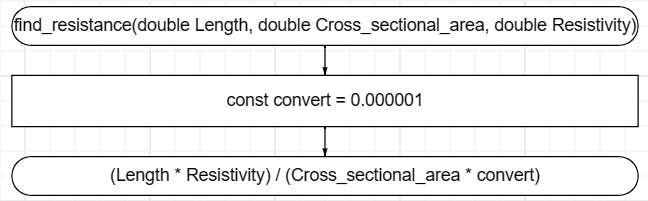 find_resistance(double Length, double Cross_sectional_area, double Resistivity)
const convert = 0.000001
(Length * Resistivity) / (Cross_sectional_area * convert)